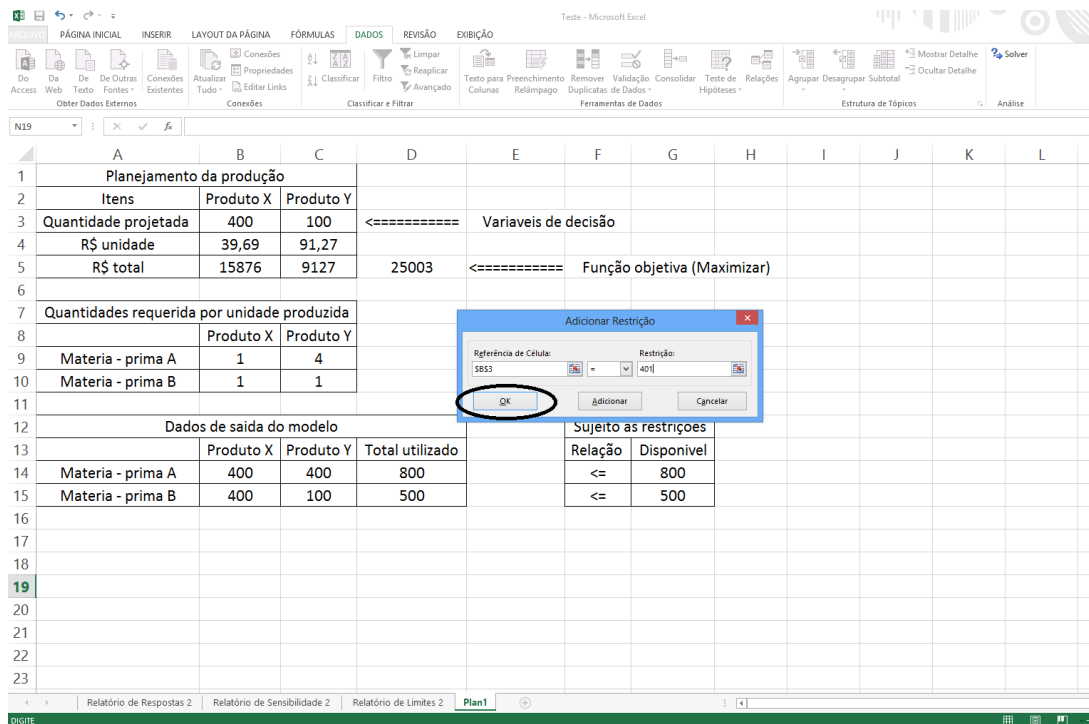 Teste - Microsoft Excel
ARQUIVO PÁGINA INICIAL INSERIR LAYOUT DA PÁGINA FÓRMULAS DADOS REVISÃO EXIBIÇÃO
Do Access
Da Web
De Texto
De Outras Fontes
Conexões Existentes
Obter Dados Externos
Atualizar Tudo
Conexões
Propriedades
Editar Links
Conexões
Classificar
Filtro
Limpar
Reaplicar
Avançado
Classificar e Filtrar
Texto para Colunas
Preenchimento Relâmpago
Remover Duplicatas
Validação de Dados
Consolidar
Teste de Hipóteses
Relações
Ferramentas de Dados
Agrupar
Desagrupar
Subtotal
Mostrar Detalhe
Ocultar Detalhe
Estrutura de Tópicos
Solver
Análise
N19 fx
A B C D E F G H I J K L
1 Planejamento da produção
2 Itens Produto X Produto Y
3 Quantidade projetada 400 100 <=========== Variaveis de decisão
4 R$ unidade 39,69 91,27
5 R$ total 15876 9127 25003 <=========== Função objetiva (Maximizar)
6
7 Quantidades requerida por unidade produzida
8 Produto X Produto Y
9 Materia - prima A 1 4
10 Materia - prima B 1 1
11
Adicionar Restrição x
Referência de Célula: Restrição:
$B$3 = 401
OK Adicionar Cancelar
12 Dados de saida do modelo Sujeito as restrições
13 Produto X Produto Y Total utilizado Relação Disponivel
14 Materia - prima A 400 400 800 <= 800
15 Materia - prima B 400 100 500 <= 500
16
17
18
19
20
21
22
23
Relatório de Respostas 2 Relatório de Sensibilidade 2 Relatório de Limites 2 Plan1
DIGITE